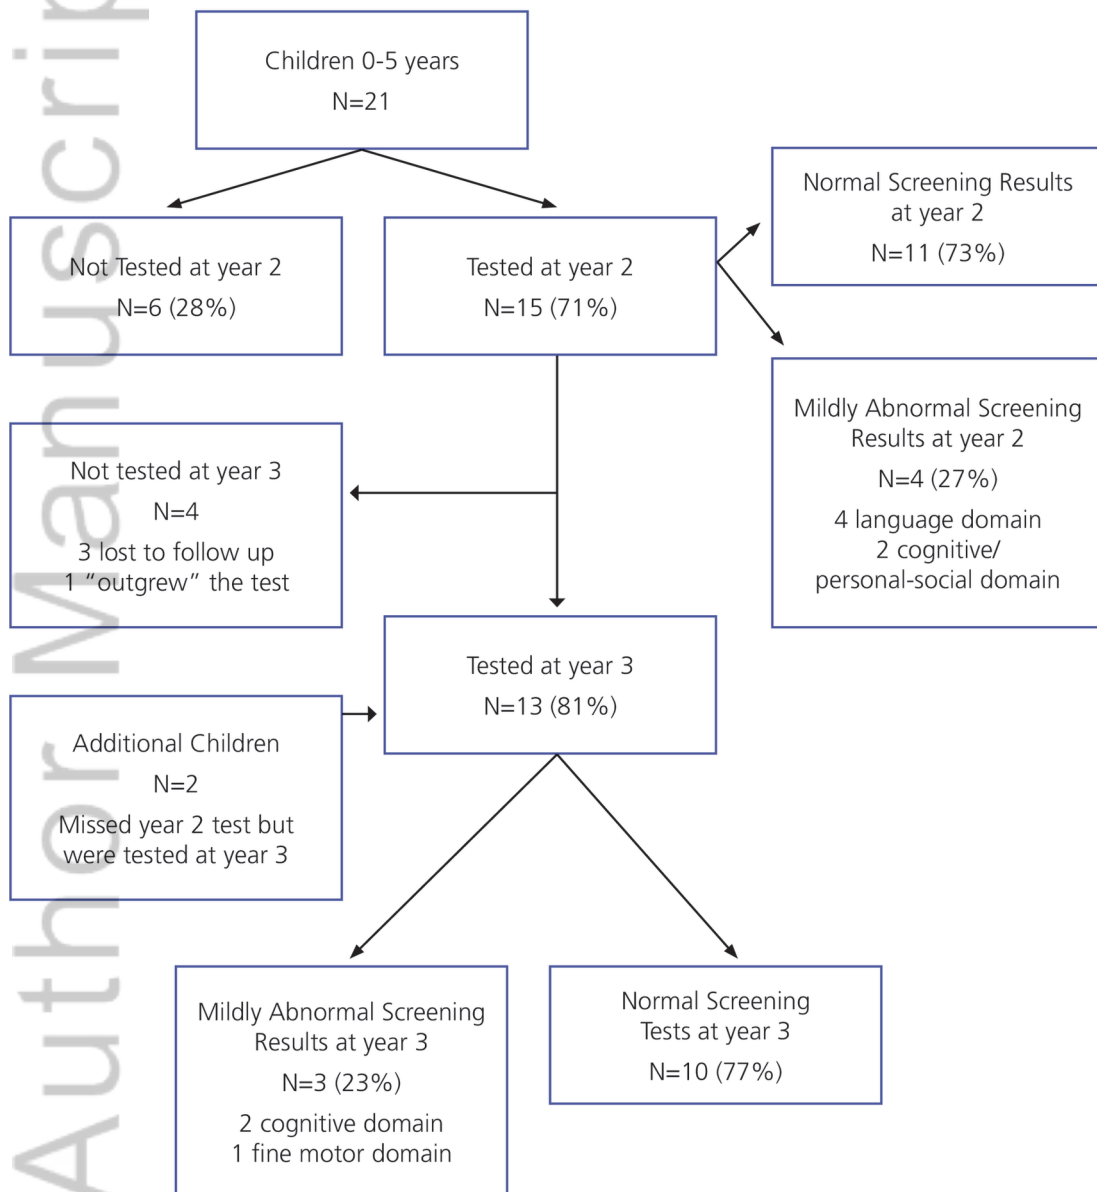 Children 0-5 years
N=21
Not Tested at year 2
N=6 (28%)
Tested at year 2
N=15 (71%)
Normal Screening Results
at year 2
N=11 (73%)
Mildly Abnormal Screening
Results at year 2
N=4 (27%)
4 language domain
2 cognitive/
personal-social domain
Not tested at year 3
N=4
3 lost to follow up
1 “outgrew” the test
Tested at year 3
N=13 (81%)
Additional Children
N=2
Missed year 2 test but
were tested at year 3
Mildly Abnormal Screening
Results at year 3
N=3 (23%)
2 cognitive domain
1 fine motor domain
Normal Screening
Tests at year 3
N=10 (77%)
Author Manuscrip